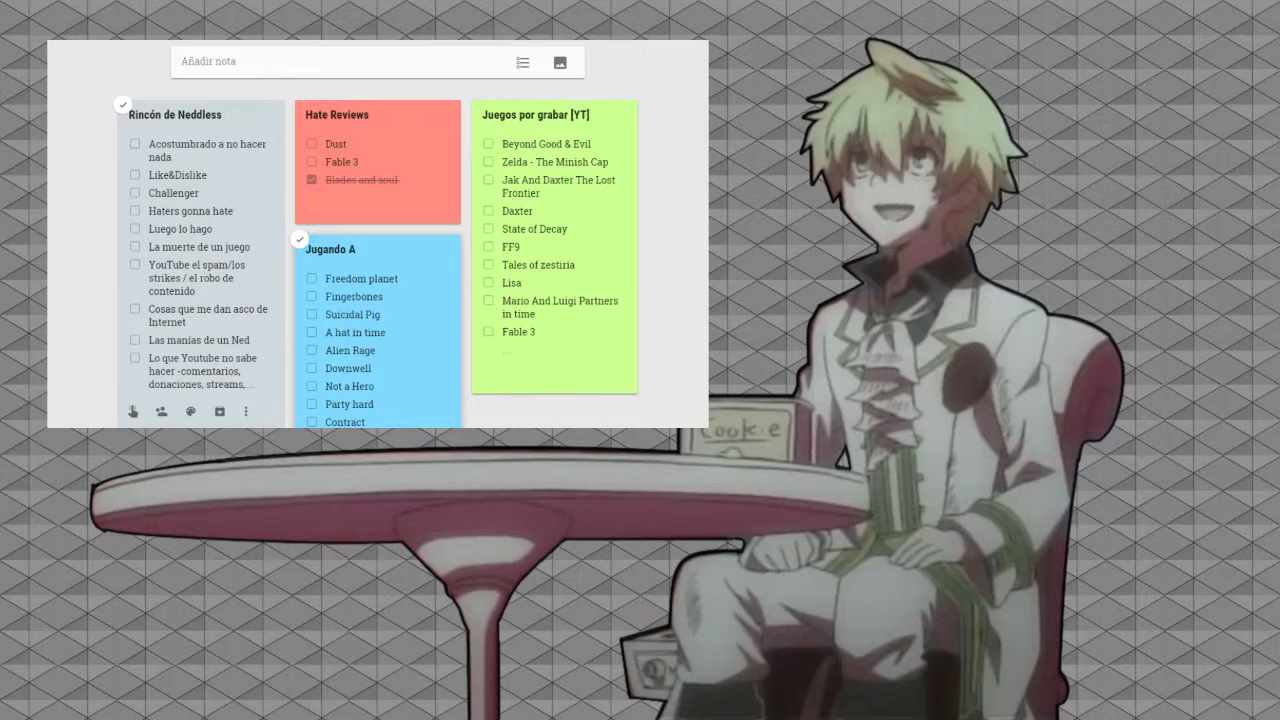 Añadir nota
Rincón de Neddless
Acostumbrado a no hacer
nada
Like&Dislike
Challenger
Haters gonna hate
Luego lo hago
La muerte de un juego
YouTube el spam/los
strikes / el robo de
contenido
Cosas que me dan asco de
Internet
Las manías de un Ned
Lo que Youtube no sabe
hacer -comentarios,
donaciones, streams,...
Hate Reviews
Dust
Fable 3
Blades and soul
Jugando A
Freedom planet
Fingerbones
Suicidal Pig
A hat in time
Alien Rage
Downwell
Not a Hero
Party hard
Contract
Juegos por grabar [YT]
Beyond Good & Evil
Zelda - The Minish Cap
Jak And Daxter The Lost
Frontier
Daxter
State of Decay
FF9
Tales of zestiria
Lisa
Mario And Luigi Partners
in time
Fable 3
...
Cookie